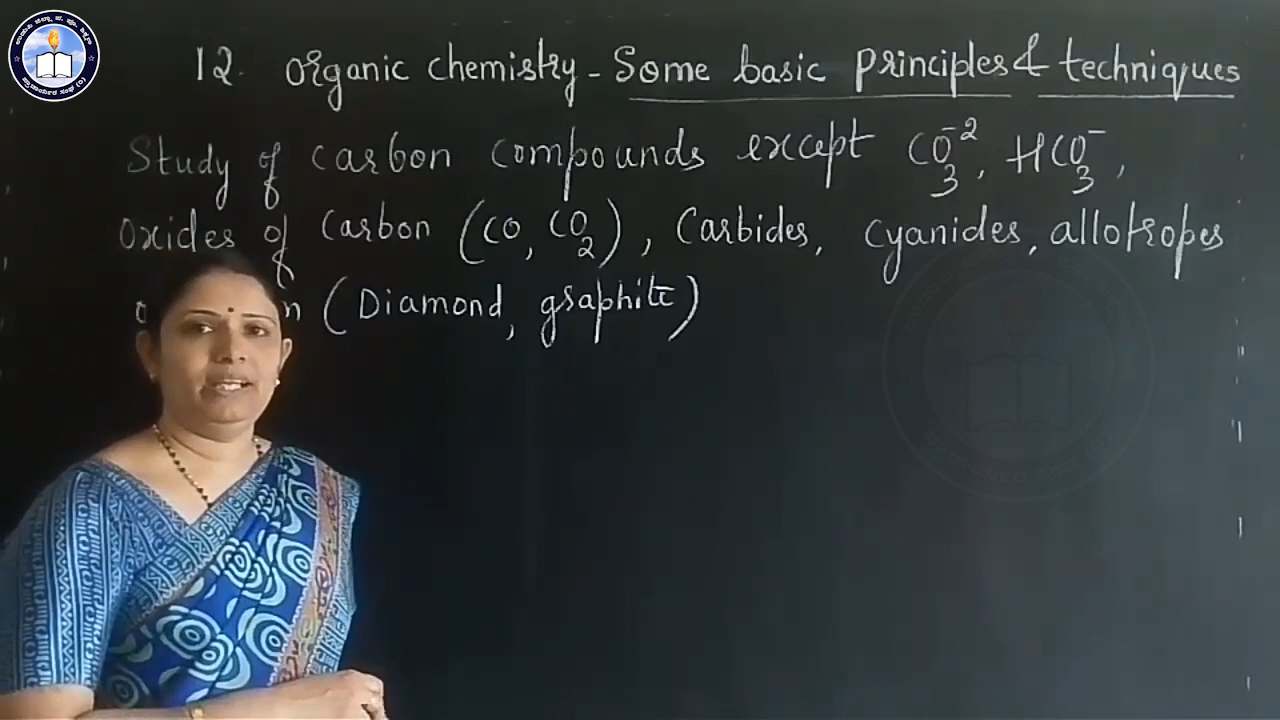 12. Organic chemistry - Some basic principles & techniques
Study of carbon compounds except CO₃⁻², HCO₃⁻,
oxides of carbon (CO, CO₂), Carbides, cyanides, allotropes
(Diamond, graphite)